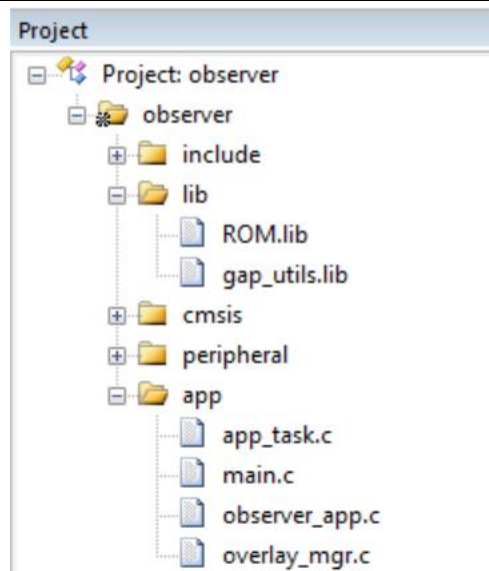 Project
Project: observer
observer
include
lib
ROM.lib
gap_utils.lib
cmsis
peripheral
app
app_task.c
main.c
observer_app.c
overlay_mgr.c